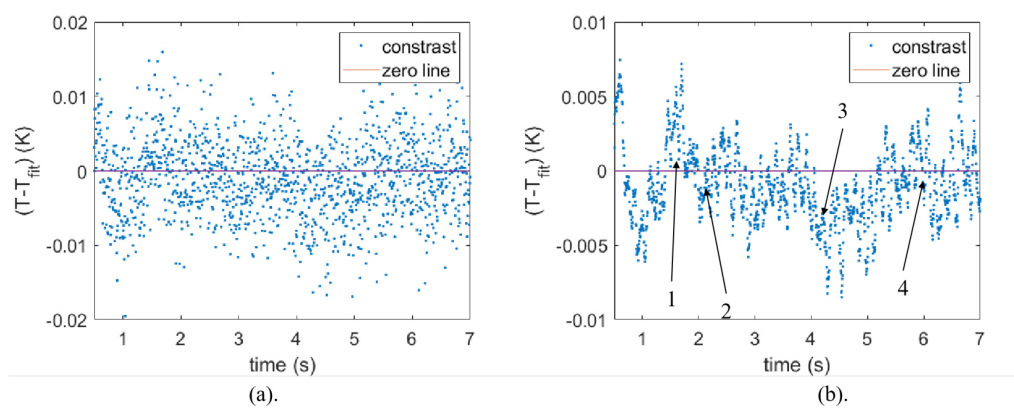 0.02
0.01
0
-0.01
-0.02
(T-T_fit) (K)
constrast
zero line
1 2 3 4 5 6 7
time (s)
(a).
0.01
0.005
0
-0.005
-0.01
(T-T_fit) (K)
constrast
zero line
3
1
2
4
1 2 3 4 5 6 7
time (s)
(b).